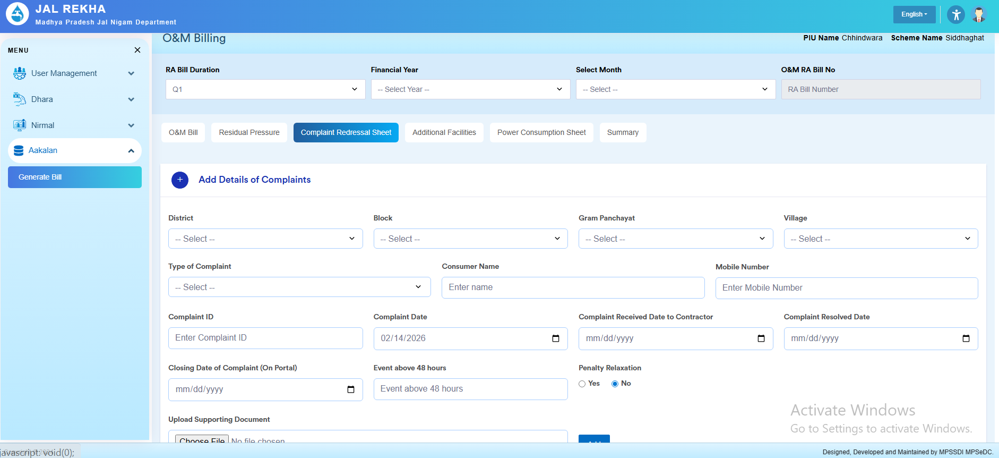 JAL REKHA
Madhya Pradesh Jal Nigam Department
English
MENU
User Management
Dhara
Nirmal
Aakalan
Generate Bill
O&M Billing
PIU Name Chhindwara Scheme Name Siddhaghat
RA Bill Duration Financial Year Select Month O&M RA Bill No
Q1 -- Select Year -- -- Select -- RA Bill Number
O&M Bill Residual Pressure Complaint Redressal Sheet Additional Facilities Power Consumption Sheet Summary
+ Add Details of Complaints
District Block Gram Panchayat Village
-- Select -- -- Select -- -- Select -- -- Select --
Type of Complaint Consumer Name Mobile Number
-- Select -- Enter name Enter Mobile Number
Complaint ID Complaint Date Complaint Received Date to Contractor Complaint Resolved Date
Enter Complaint ID 02/14/2026 mm/dd/yyyy mm/dd/yyyy
Closing Date of Complaint (On Portal) Event above 48 hours Penalty Relaxation
mm/dd/yyyy Event above 48 hours Yes No
Upload Supporting Document
Choose File No file chosen
Activate Windows
Go to Settings to activate Windows.
javascript: void(0);
Designed, Developed and Maintained by MPSSDI MPSeDC.